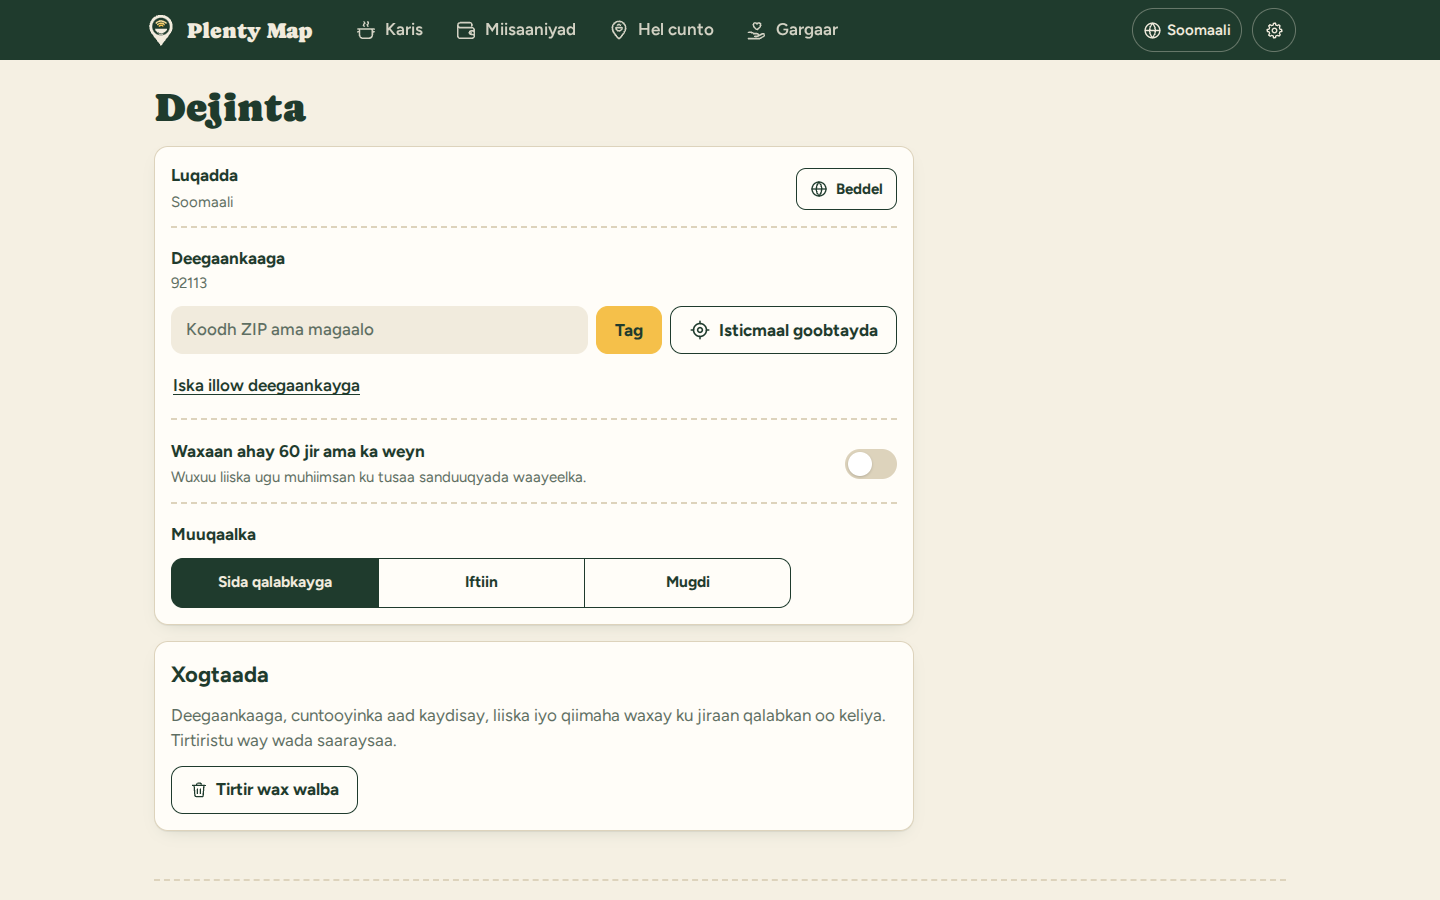 Plenty Map
Karis
Miisaaniyad
Hel cunto
Gargaar
Soomaali
Dejinta
Luqadda
Soomaali
Beddel
Deegaankaaga
92113
Koodh ZIP ama magaalo
Tag
Isticmaal goobtayda
Iska illow deegaankayga
Waxaan ahay 60 jir ama ka weyn
Wuxuu liiska ugu muhiimsan ku tusaa sanduuqyada waayeelka.
Muuqaalka
Sida qalabkayga
Iftiin
Mugdi
Xogtaada
Deegaankaaga, cuntooyinka aad kaydisay, liiska iyo qiimaha waxay ku jiraan qalabkan oo keliya.
Tirtiristu way wada saaraysaa.
Tirtir wax walba